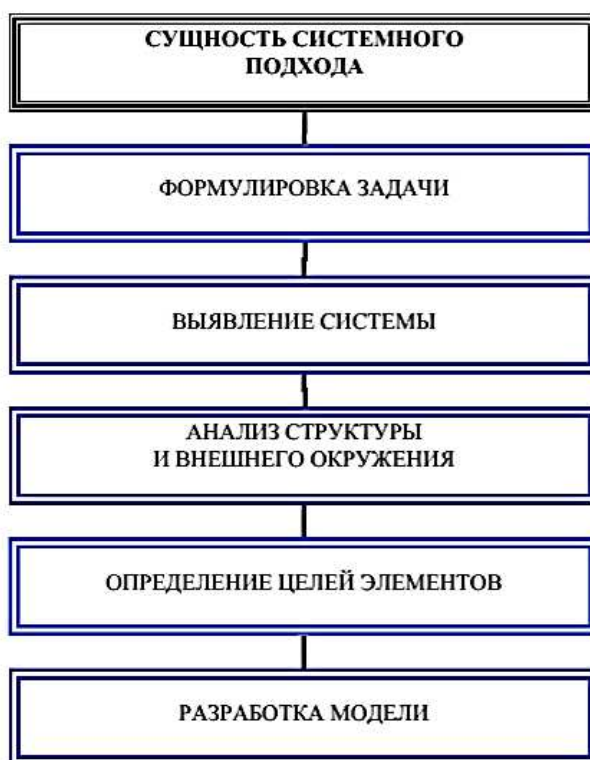 СУЩНОСТЬ СИСТЕМНОГО
ПОДХОДА
ФОРМУЛИРОВКА ЗАДАЧИ
ВЫЯВЛЕНИЕ СИСТЕМЫ
АНАЛИЗ СТРУКТУРЫ
И ВНЕШНЕГО ОКРУЖЕНИЯ
ОПРЕДЕЛЕНИЕ ЦЕЛЕЙ ЭЛЕМЕНТОВ
РАЗРАБОТКА МОДЕЛИ